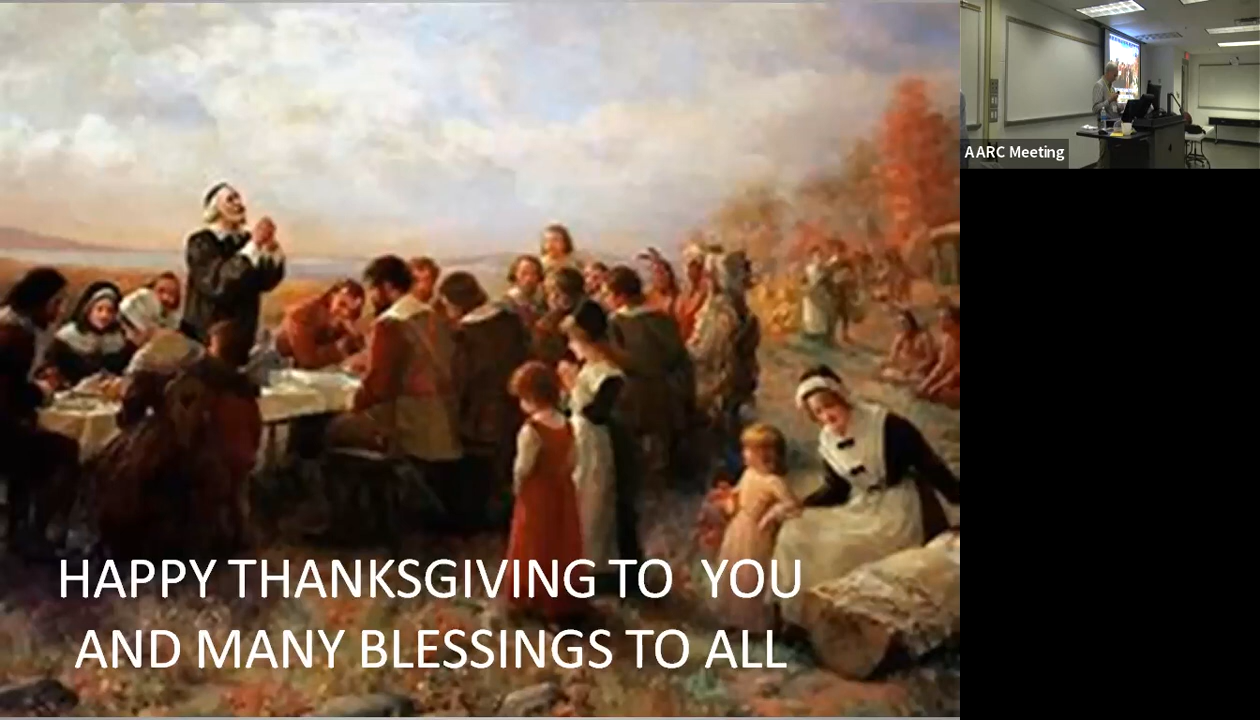 HAPPY THANKSGIVING TO YOU
AND MANY BLESSINGS TO ALL
AARC Meeting